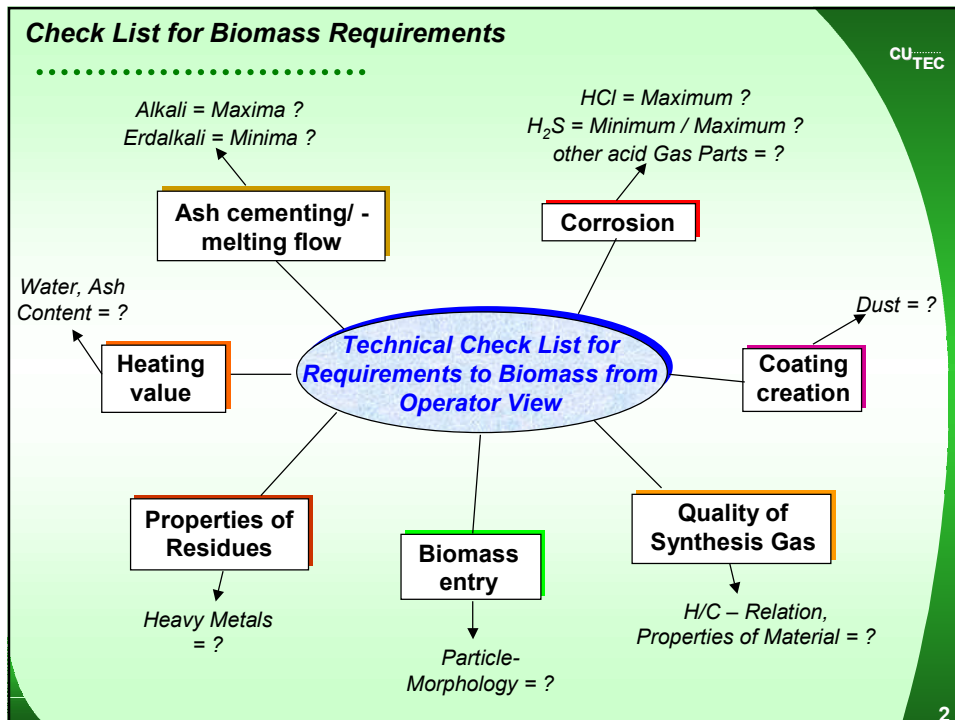 Check List for Biomass Requirements
CU
TEC
Alkali = Maxima ?
Erdalkali = Minima ?
HCl = Maximum ?
H₂S = Minimum / Maximum ?
other acid Gas Parts = ?
Ash cementing/ -
melting flow
Corrosion
Water, Ash
Content = ?
Dust = ?
Heating
value
Technical Check List for
Requirements to Biomass from
Operator View
Coating
creation
Properties of
Residues
Biomass
entry
Quality of
Synthesis Gas
Heavy Metals
= ?
Particle-
Morphology = ?
H/C – Relation,
Properties of Material = ?
2